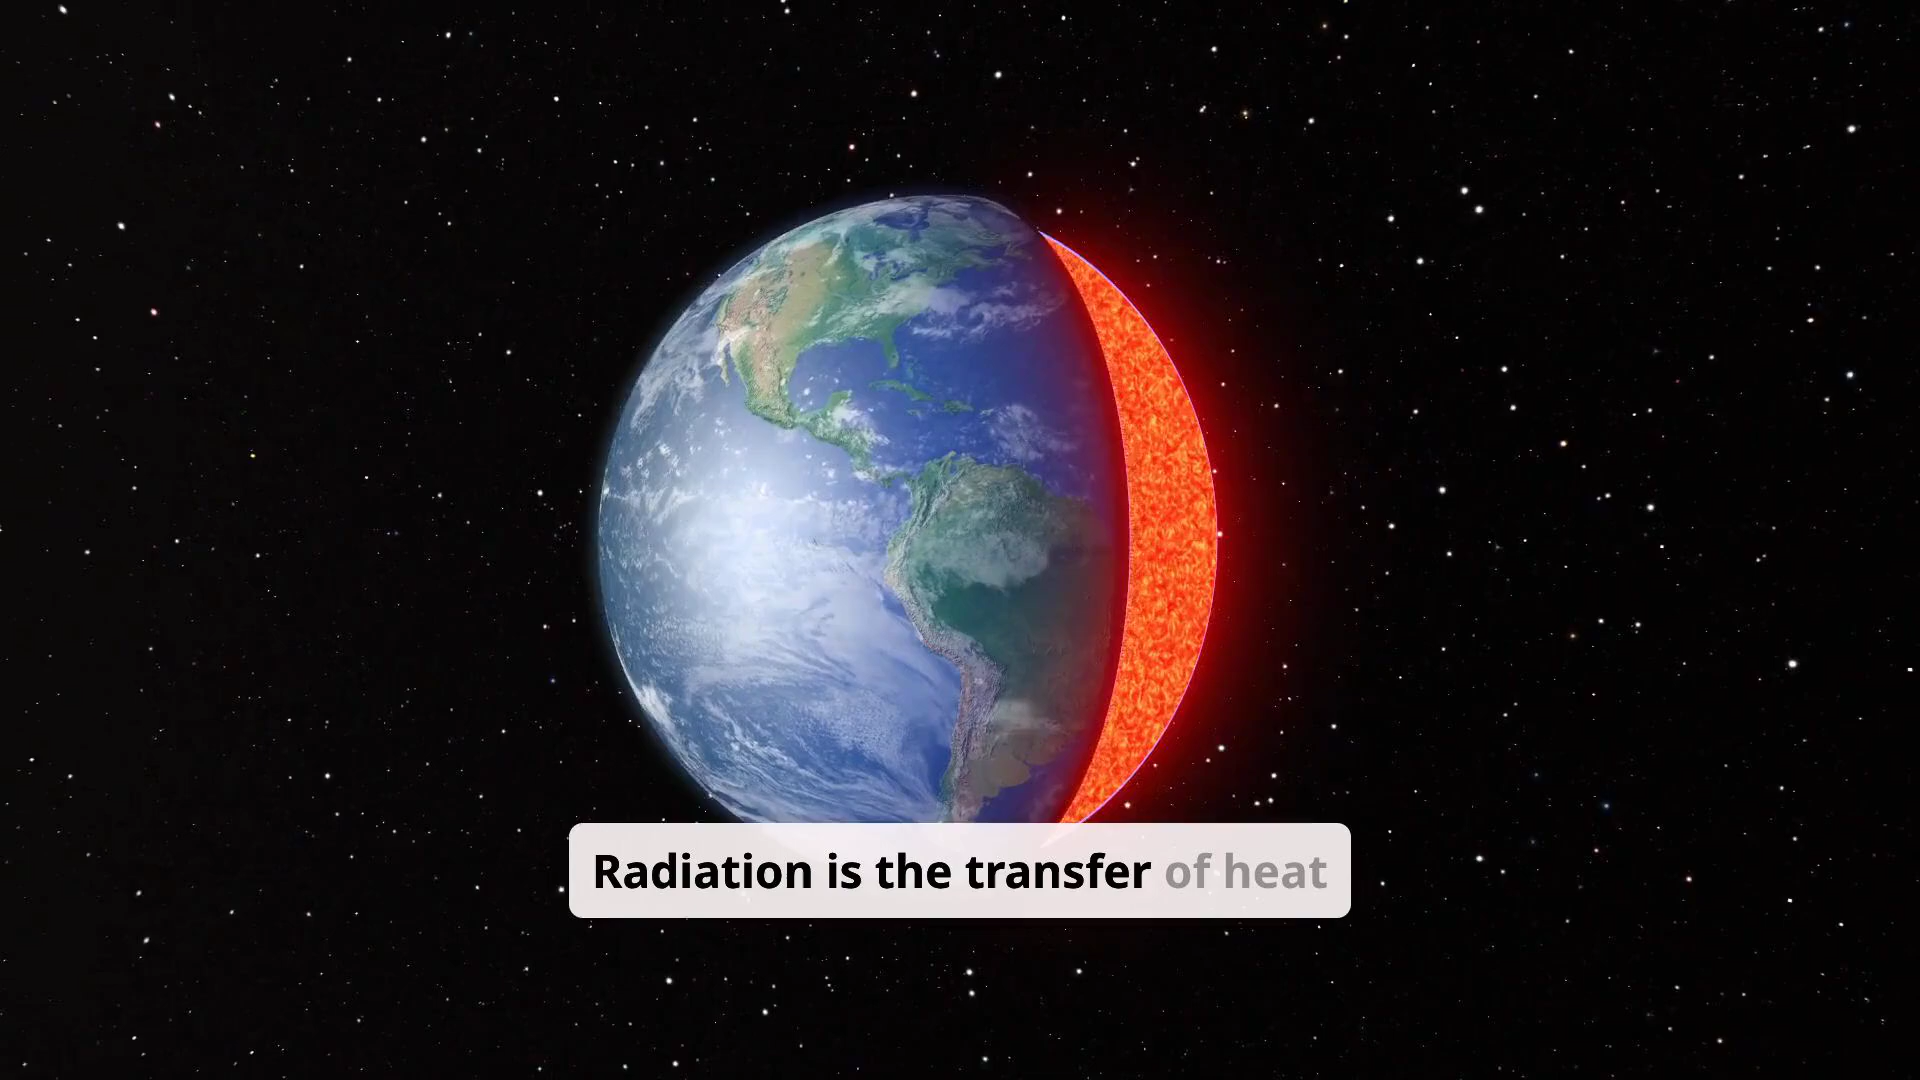 Radiation is the transfer of heat